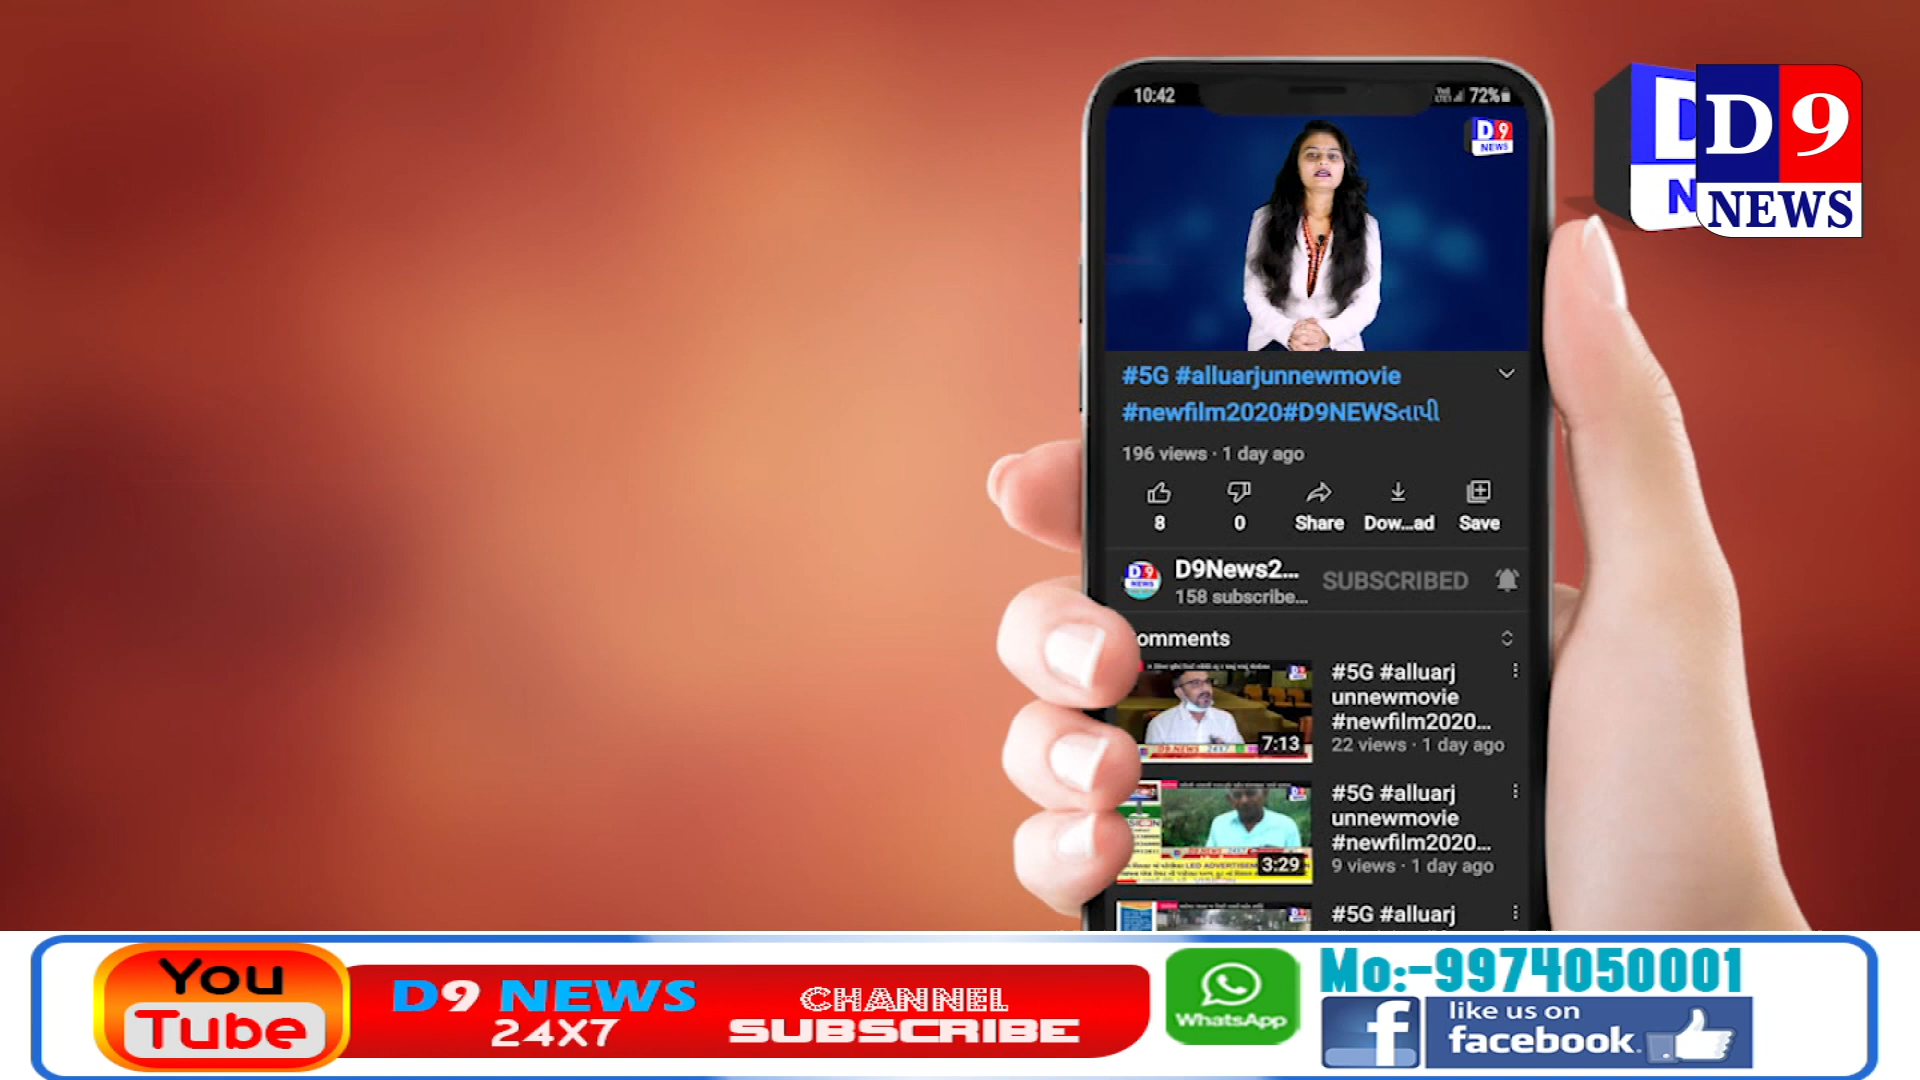 10:42
72%
D9
NEWS
D
N
D9
NEWS
#5G #alluarjunnewmovie
#newfilm2020#D9NEWSતાપી
196 views · 1 day ago
8
0
Share
Dow...ad
Save
D9News2...
SUBSCRIBED
158 subscribe...
omments
#5G #alluarj
unnewmovie
#newfilm2020...
22 views · 1 day ago
7:13
#5G #alluarj
unnewmovie
#newfilm2020...
9 views · 1 day ago
3:29
#5G #alluarj
You
Tube
D9 NEWS
24X7
CHANNEL
SUBSCRIBE
WhatsApp
Mo:-9974050001
f
like us on
facebook.